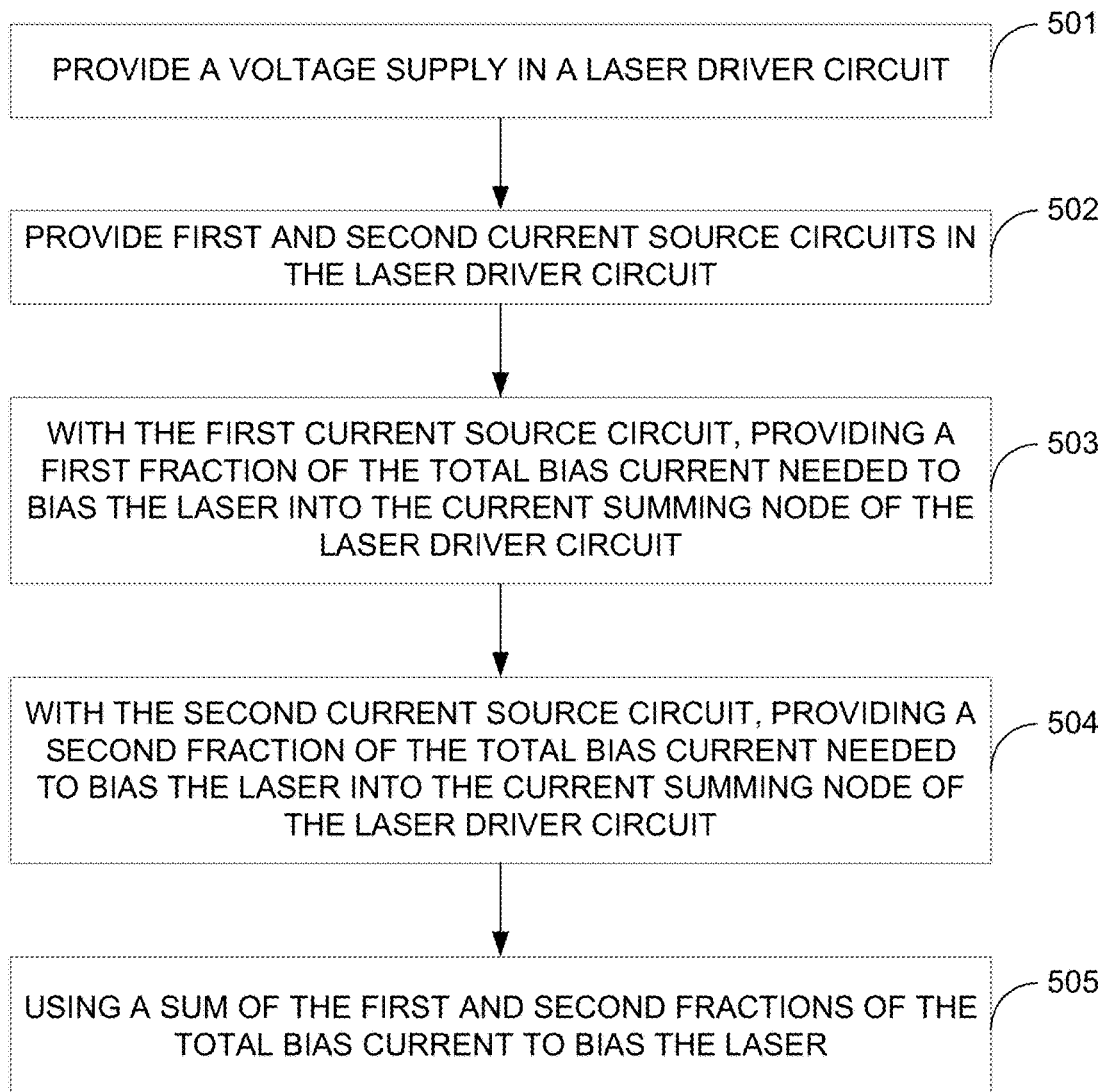 501
PROVIDE A VOLTAGE SUPPLY IN A LASER DRIVER CIRCUIT
502
PROVIDE FIRST AND SECOND CURRENT SOURCE CIRCUITS IN
THE LASER DRIVER CIRCUIT
503
WITH THE FIRST CURRENT SOURCE CIRCUIT, PROVIDING A
FIRST FRACTION OF THE TOTAL BIAS CURRENT NEEDED TO
BIAS THE LASER INTO THE CURRENT SUMMING NODE OF THE
LASER DRIVER CIRCUIT
504
WITH THE SECOND CURRENT SOURCE CIRCUIT, PROVIDING A
SECOND FRACTION OF THE TOTAL BIAS CURRENT NEEDED
TO BIAS THE LASER INTO THE CURRENT SUMMING NODE OF
THE LASER DRIVER CIRCUIT
505
USING A SUM OF THE FIRST AND SECOND FRACTIONS OF THE
TOTAL BIAS CURRENT TO BIAS THE LASER